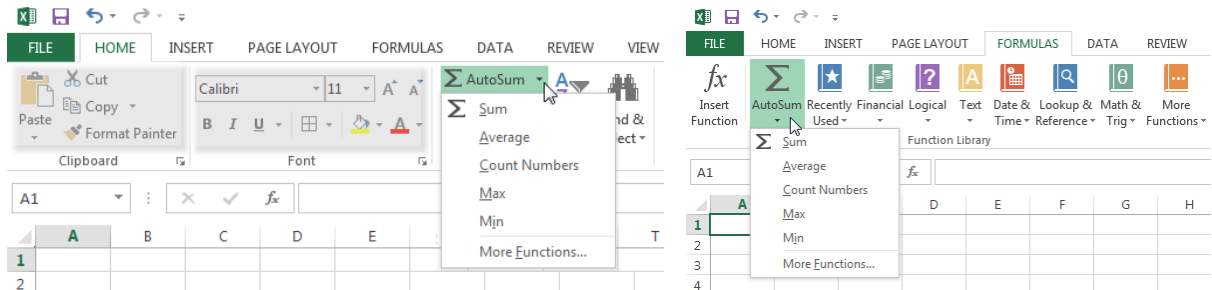 FILE HOME INSERT PAGE LAYOUT FORMULAS DATA REVIEW VIEW
Cut
Copy
Format Painter
Paste
Clipboard
Calibri 11 A A
B I U A
Font
Σ AutoSum A
Σ Sum
Average
Count Numbers
Max
Min
More Functions...
nd &
lect
A1 fx
A B C D E T
1
2
FILE HOME INSERT PAGE LAYOUT FORMULAS DATA REVIEW
fx Σ ? A θ
Insert Function
AutoSum
Recently Used
Financial
Logical
Text
Date & Time
Lookup & Reference
Math & Trig
More Functions
Function Library
Σ Sum
Average
Count Numbers
Max
Min
More Functions...
A1 fx
A D E F G H
1
2
3
4